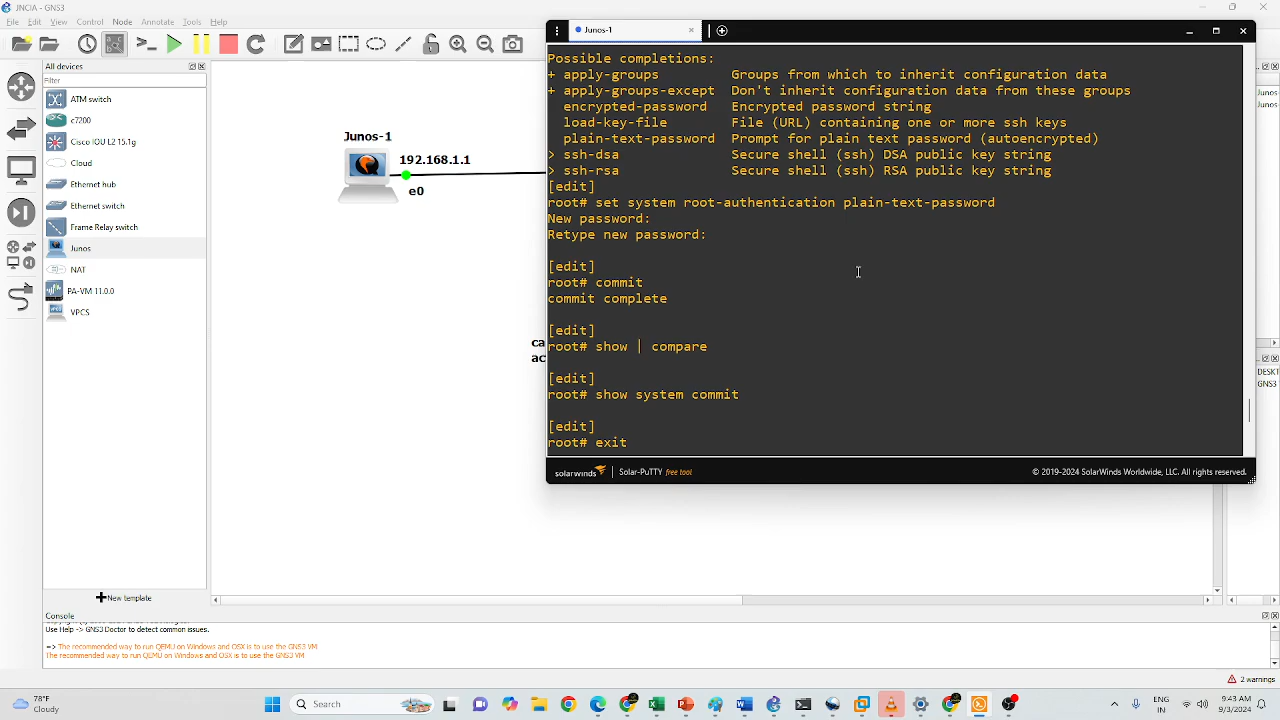 JNCIA - GNS3
File Edit View Control Node Annotate Tools Help
All devices
Filter
ATM switch
c7200
Cisco IOU L2 15.1g
Cloud
Ethernet hub
Ethernet switch
Frame Relay switch
Junos
NAT
PA-VM 11.0.0
VPCS
New template
Junos-1
192.168.1.1
e0
ca
ac
Junos-1
Possible completions:
+ apply-groups Groups from which to inherit configuration data
+ apply-groups-except Don't inherit configuration data from these groups
encrypted-password Encrypted password string
load-key-file File (URL) containing one or more ssh keys
plain-text-password Prompt for plain text password (autoencrypted)
> ssh-dsa Secure shell (ssh) DSA public key string
> ssh-rsa Secure shell (ssh) RSA public key string
[edit]
root# set system root-authentication plain-text-password
New password:
Retype new password:
[edit]
root# commit
commit complete
[edit]
root# show | compare
[edit]
root# show system commit
[edit]
root# exit
solarwinds Solar-PuTTY free tool
© 2019-2024 SolarWinds Worldwide, LLC. All rights reserved.
Junos
Junos
DESKT
GNS3
Console
Use Help -> GNS3 Doctor to detect common issues.
=> The recommended way to run QEMU on Windows and OSX is to use the GNS3 VM
The recommended way to run QEMU on Windows and OSX is to use the GNS3 VM
2 warnings
78°F
Cloudy
Search
ENG
IN
9:43 AM
9/3/2024